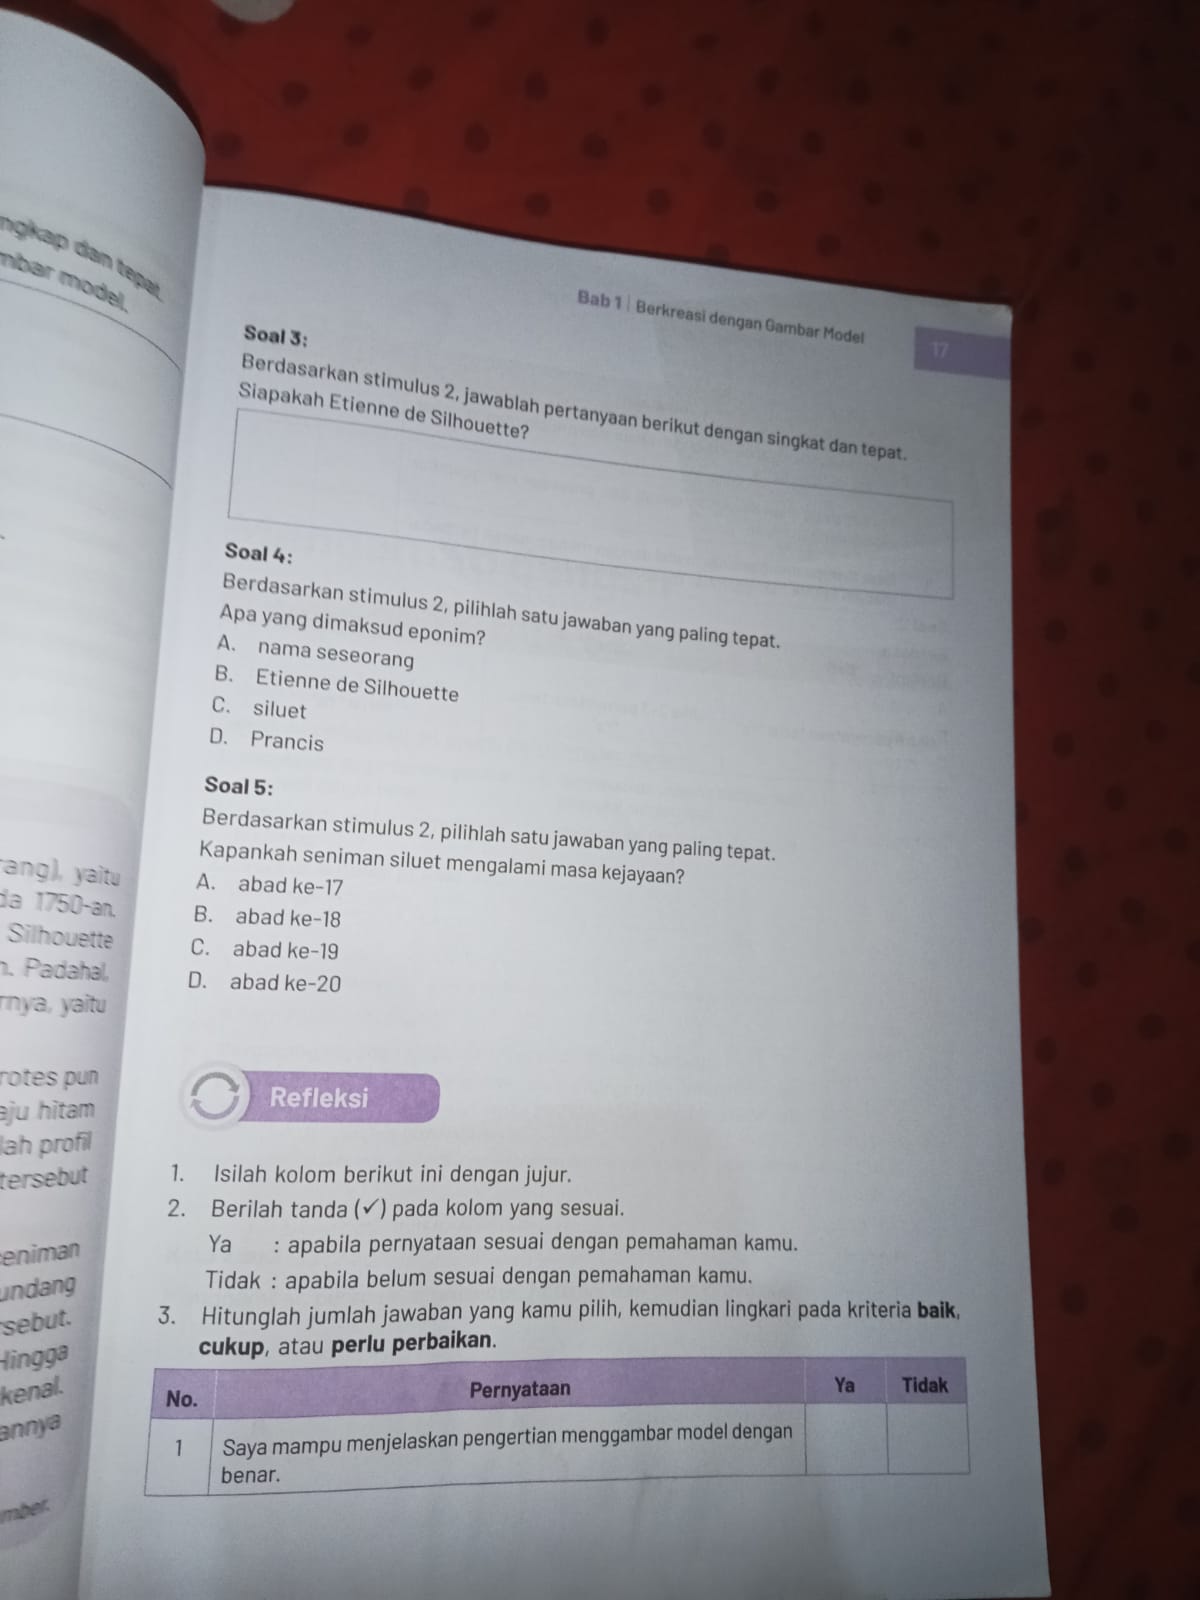 ngkap dan tepat.
mbar model.
rang), yaitu
da 1750-an.
Silhouette
n. Padahal,
rnya, yaitu
rotes pun
aju hitam
lah profil
tersebut
eniman
undang
sebut.
Hingga
kenal.
annya
mber.
Bab 1 | Berkreasi dengan Gambar Model
17
Soal 3:
Berdasarkan stimulus 2, jawablah pertanyaan berikut dengan singkat dan tepat.
Siapakah Etienne de Silhouette?
Soal 4:
Berdasarkan stimulus 2, pilihlah satu jawaban yang paling tepat.
Apa yang dimaksud eponim?
A. nama seseorang
B. Etienne de Silhouette
C. siluet
D. Prancis
Soal 5:
Berdasarkan stimulus 2, pilihlah satu jawaban yang paling tepat.
Kapankah seniman siluet mengalami masa kejayaan?
A. abad ke-17
B. abad ke-18
C. abad ke-19
D. abad ke-20
Refleksi
1. Isilah kolom berikut ini dengan jujur.
2. Berilah tanda (✓) pada kolom yang sesuai.
Ya : apabila pernyataan sesuai dengan pemahaman kamu.
Tidak : apabila belum sesuai dengan pemahaman kamu.
3. Hitunglah jumlah jawaban yang kamu pilih, kemudian lingkari pada kriteria baik,
cukup, atau perlu perbaikan.
No. Pernyataan Ya Tidak
1 Saya mampu menjelaskan pengertian menggambar model dengan
benar.